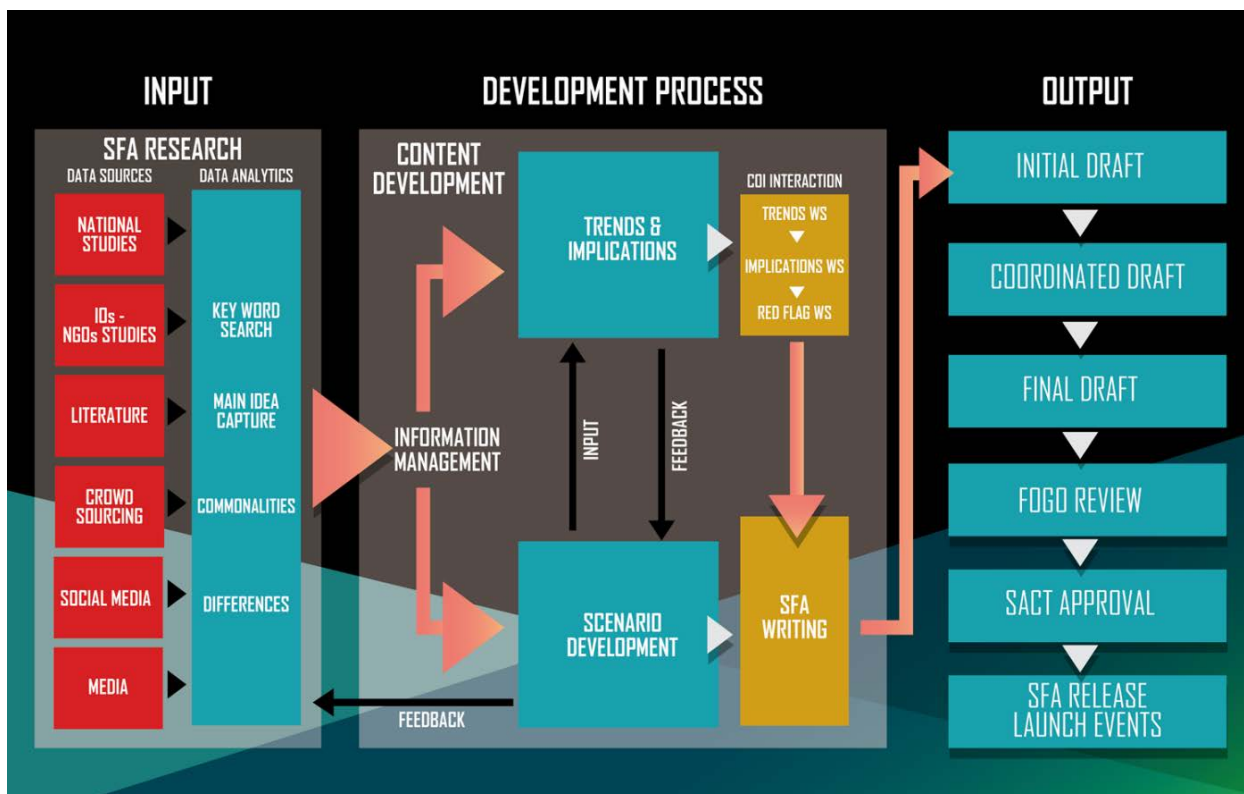 INPUT
DEVELOPMENT PROCESS
OUTPUT
SFA RESEARCH
DATA SOURCES
DATA ANALYTICS
NATIONAL
STUDIES
IOs -
NGOs STUDIES
LITERATURE
CROWD
SOURCING
SOCIAL MEDIA
MEDIA
KEY WORD
SEARCH
MAIN IDEA
CAPTURE
COMMONALITIES
DIFFERENCES
CONTENT
DEVELOPMENT
INFORMATION
MANAGEMENT
TRENDS &
IMPLICATIONS
COI INTERACTION
TRENDS WS
IMPLICATIONS WS
RED FLAG WS
INPUT
FEEDBACK
SCENARIO
DEVELOPMENT
SFA
WRITING
FEEDBACK
INITIAL DRAFT
COORDINATED DRAFT
FINAL DRAFT
FOGO REVIEW
SACT APPROVAL
SFA RELEASE
LAUNCH EVENTS